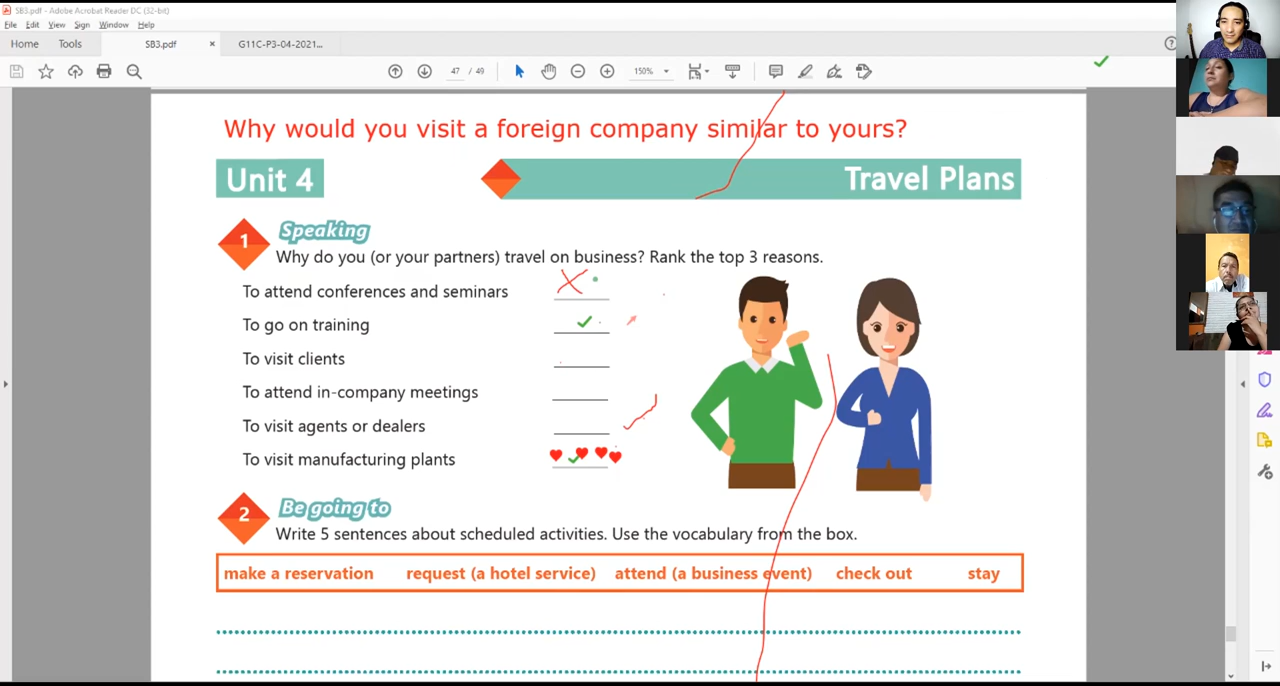 SB3.pdf - Adobe Acrobat Reader DC (32-bit)
File Edit View Sign Window Help
Home Tools SB3.pdf × G11C-P3-04-2021...
47 / 49 150%
Why would you visit a foreign company similar to yours?
Unit 4 Travel Plans
1 Speaking
Why do you (or your partners) travel on business? Rank the top 3 reasons.
To attend conferences and seminars
To go on training
To visit clients
To attend in-company meetings
To visit agents or dealers
To visit manufacturing plants
2 Be going to
Write 5 sentences about scheduled activities. Use the vocabulary from the box.
make a reservation request (a hotel service) attend (a business event) check out stay